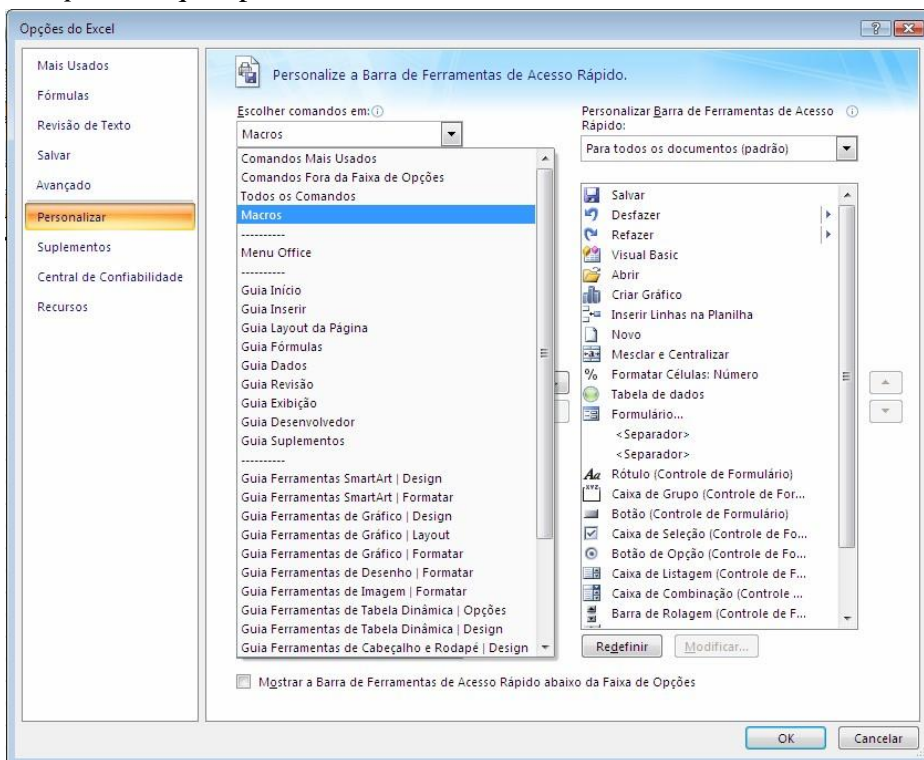 Opções do Excel
Mais Usados
Fórmulas
Revisão de Texto
Salvar
Avançado
Personalizar
Suplementos
Central de Confiabilidade
Recursos
Personalize a Barra de Ferramentas de Acesso Rápido.
Escolher comandos em:
Macros
Comandos Mais Usados
Comandos Fora da Faixa de Opções
Todos os Comandos
Macros
----------
Menu Office
----------
Guia Início
Guia Inserir
Guia Layout da Página
Guia Fórmulas
Guia Dados
Guia Revisão
Guia Exibição
Guia Desenvolvedor
Guia Suplementos
----------
Guia Ferramentas SmartArt | Design
Guia Ferramentas SmartArt | Formatar
Guia Ferramentas de Gráfico | Design
Guia Ferramentas de Gráfico | Layout
Guia Ferramentas de Gráfico | Formatar
Guia Ferramentas de Desenho | Formatar
Guia Ferramentas de Imagem | Formatar
Guia Ferramentas de Tabela Dinâmica | Opções
Guia Ferramentas de Tabela Dinâmica | Design
Guia Ferramentas de Cabeçalho e Rodapé | Design
Personalizar Barra de Ferramentas de Acesso
Rápido:
Para todos os documentos (padrão)
Salvar
Desfazer
Refazer
Visual Basic
Abrir
Criar Gráfico
Inserir Linhas na Planilha
Novo
Mesclar e Centralizar
% Formatar Células: Número
Tabela de dados
Formulário...
<Separador>
<Separador>
Aa Rótulo (Controle de Formulário)
XYZ Caixa de Grupo (Controle de For...
Botão (Controle de Formulário)
Caixa de Seleção (Controle de Fo...
Botão de Opção (Controle de Fo...
Caixa de Listagem (Controle de F...
Caixa de Combinação (Controle ...
Barra de Rolagem (Controle de F...
Redefinir
Modificar...
Mostrar a Barra de Ferramentas de Acesso Rápido abaixo da Faixa de Opções
OK
Cancelar